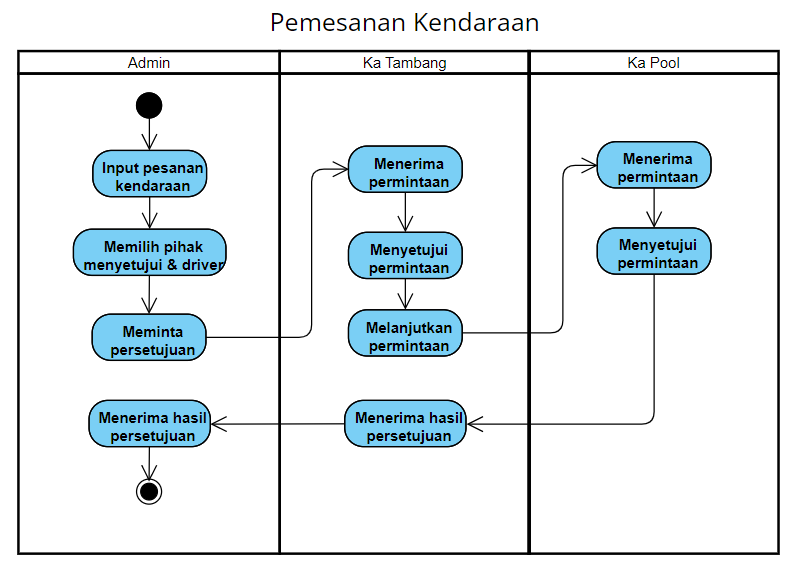 Pemesanan Kendaraan
Admin
Ka Tambang
Ka Pool
Input pesanan
kendaraan
Memilih pihak
menyetujui & driver
Meminta
persetujuan
Menerima hasil
persetujuan
Menerima
permintaan
Menyetujui
permintaan
Melanjutkan
permintaan
Menerima hasil
persetujuan
Menerima
permintaan
Menyetujui
permintaan